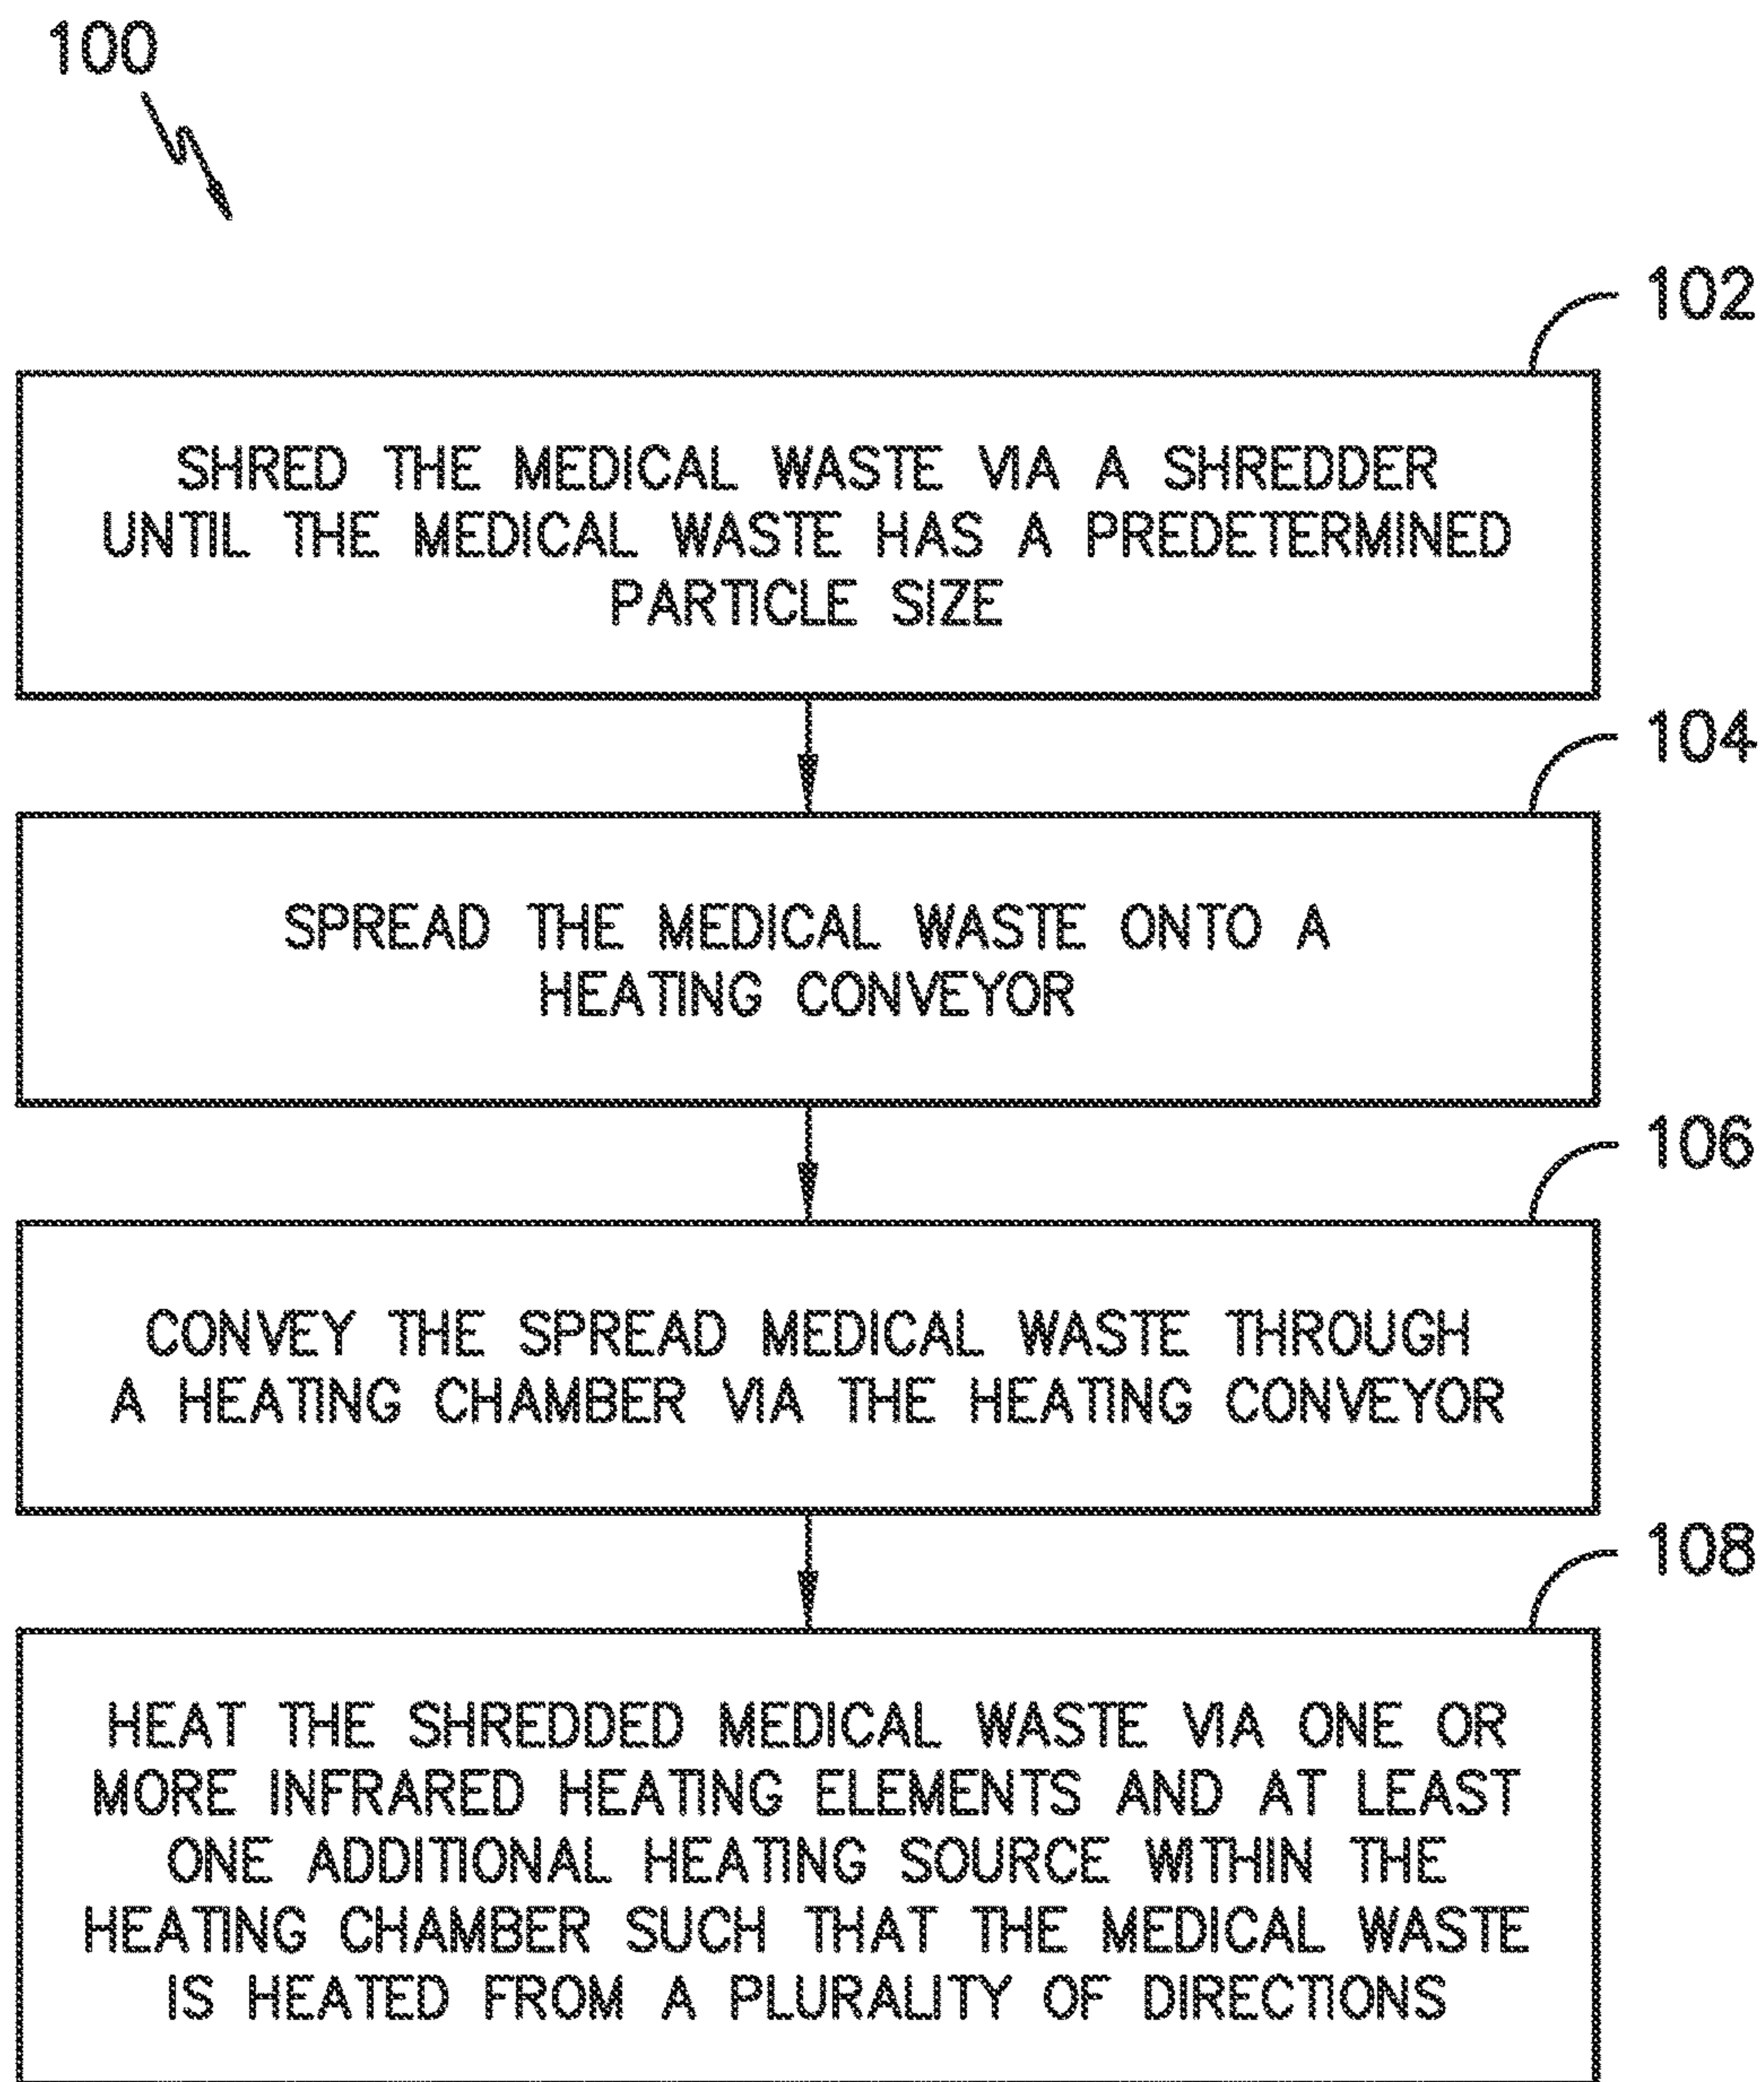 100
102
SHRED THE MEDICAL WASTE VIA A SHREDDER
UNTIL THE MEDICAL WASTE HAS A PREDETERMINED
PARTICLE SIZE
104
SPREAD THE MEDICAL WASTE ONTO A
HEATING CONVEYOR
106
CONVEY THE SPREAD MEDICAL WASTE THROUGH
A HEATING CHAMBER VIA THE HEATING CONVEYOR
108
HEAT THE SHREDDED MEDICAL WASTE VIA ONE OR
MORE INFRARED HEATING ELEMENTS AND AT LEAST
ONE ADDITIONAL HEATING SOURCE WITHIN THE
HEATING CHAMBER SUCH THAT THE MEDICAL WASTE
IS HEATED FROM A PLURALITY OF DIRECTIONS